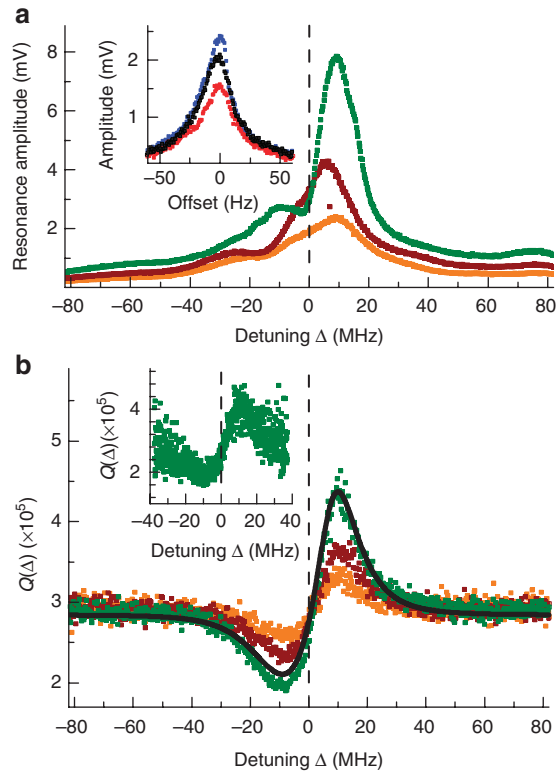 a
Resonance amplitude (mV)
8
6
4
2
Amplitude (mV)
2
1
−50 0 50
Offset (Hz)
−80 −60 −40 −20 0 20 40 60 80
Detuning Δ (MHz)
b
Q(Δ) (×10⁵)
5
4
3
2
Q(Δ) (×10⁵)
4
2
−40 −20 0 20 40
Detuning Δ (MHz)
−80 −60 −40 −20 0 20 40 60 80
Detuning Δ (MHz)